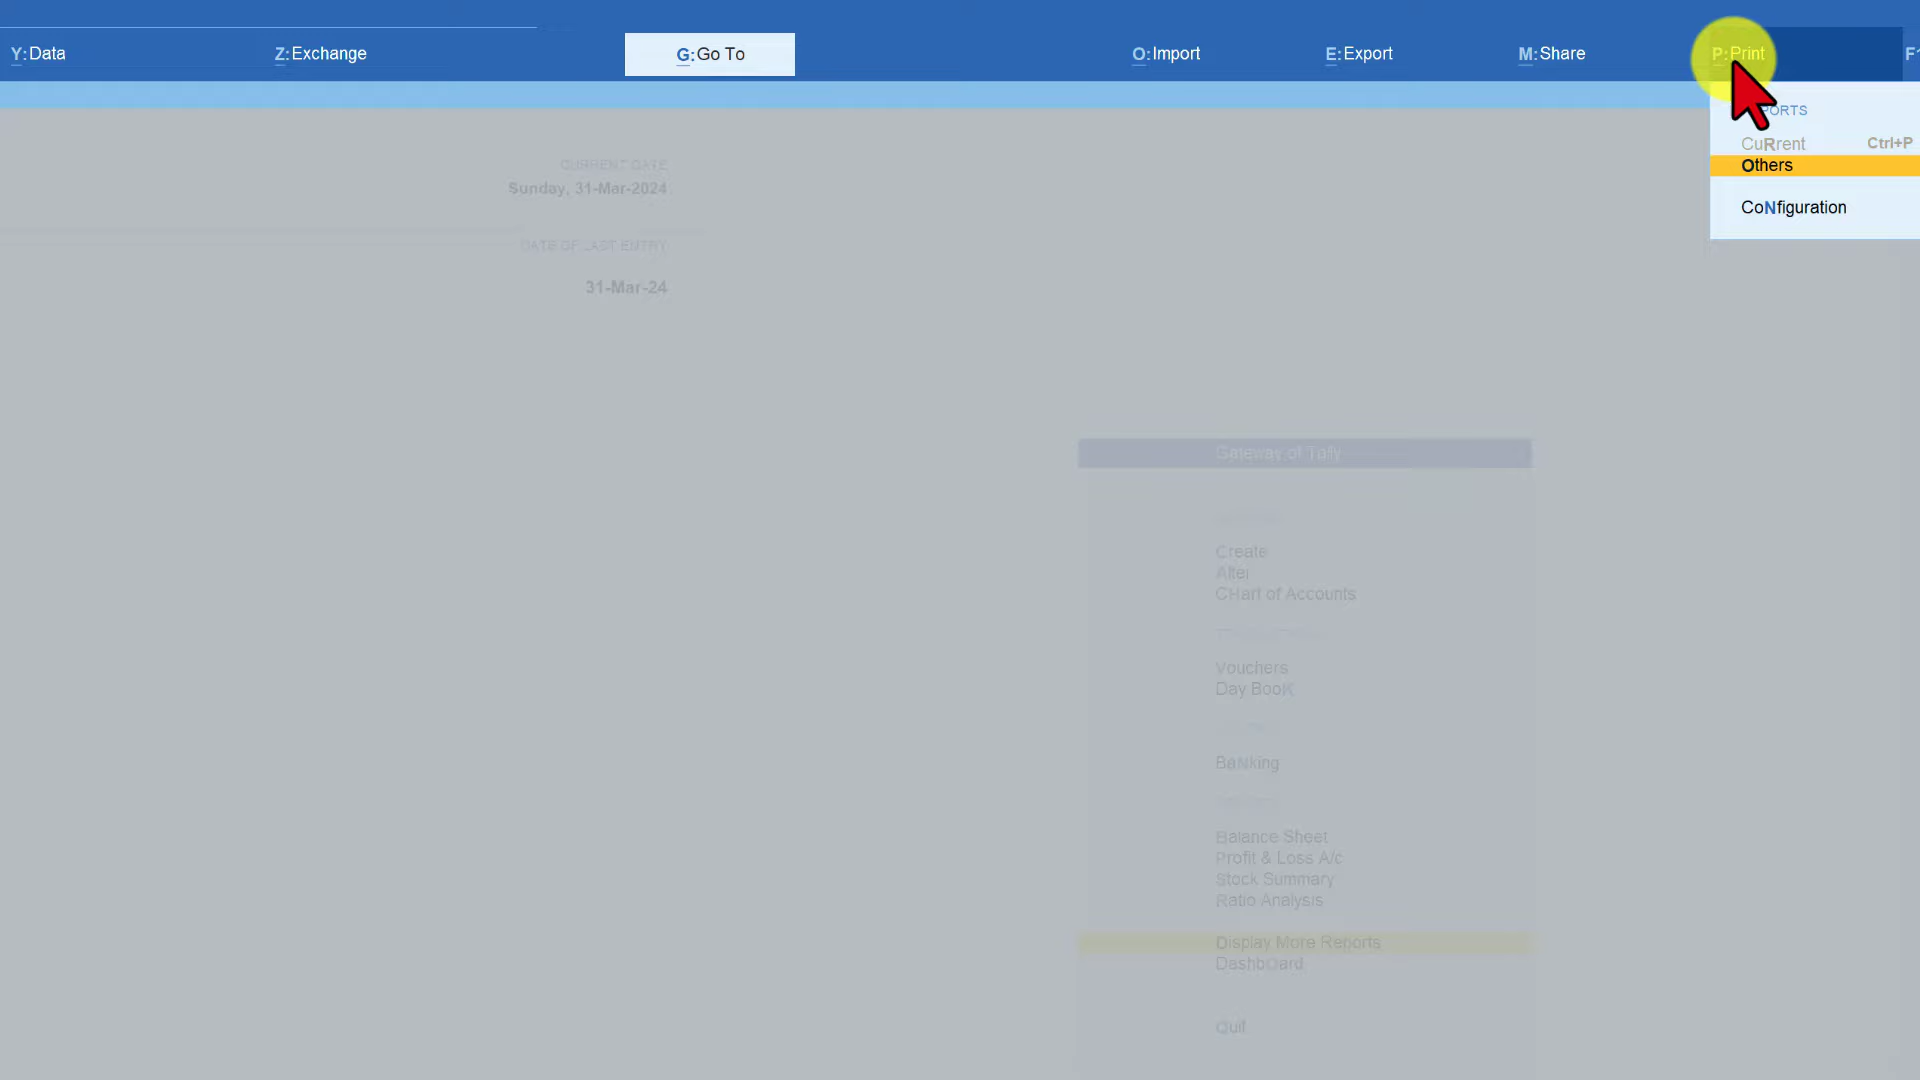 Y:Data
Z:Exchange
G:Go To
O:Import
E:Export
M:Share
P:Print
CuRrent Ctrl+P
Others
CoNfiguration
CURRENT DATE
Sunday, 31-Mar-2024
DATE OF LAST ENTRY
31-Mar-24
Gateway of Tally
Create
Alter
CHart of Accounts
Vouchers
Day BooK
BaNking
Balance Sheet
Profit & Loss A/c
Stock Summary
Ratio Analysis
Display More Reports
DashbOard
Quit